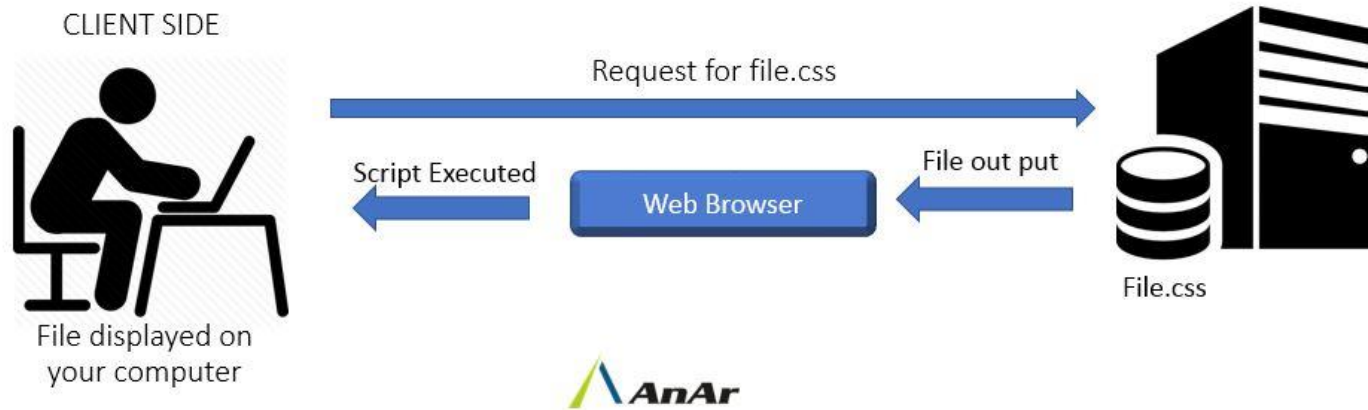 CLIENT SIDE
Request for file.css
Script Executed
Web Browser
File out put
File.css
File displayed on
your computer
AnAr